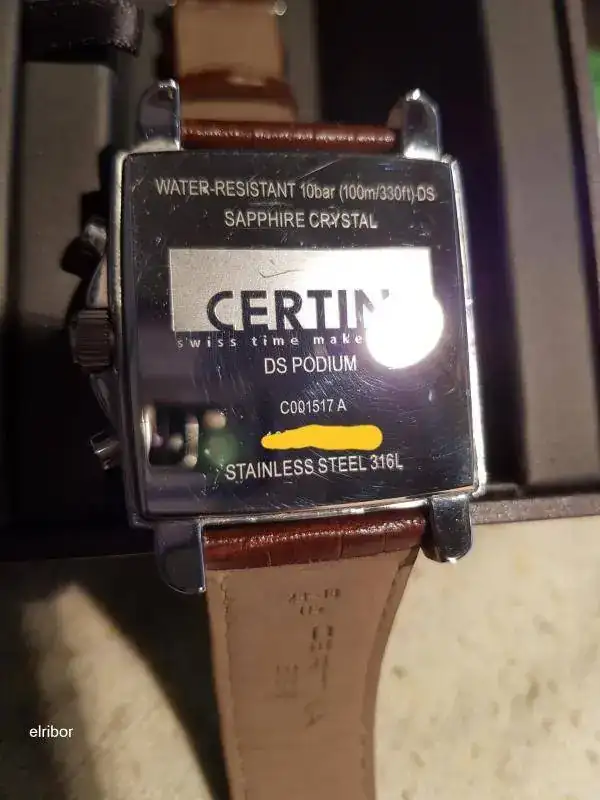 WATER-RESISTANT 10bar (100m/330ft)-DS
SAPPHIRE CRYSTAL
CERTIN
swiss time make
DS PODIUM
C001517 A
STAINLESS STEEL 316L
elribor